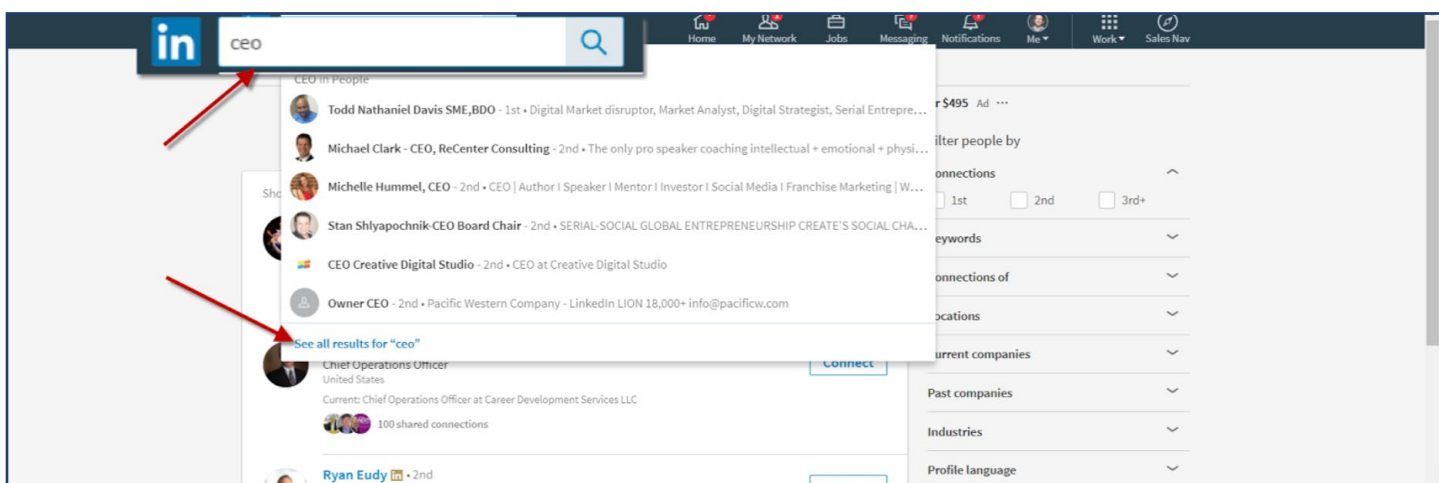 in
ceo
Home
My Network
Jobs
Messaging
Notifications
Me
Work
Sales Nav
CEO in People
Todd Nathaniel Davis SME,BDO - 1st • Digital Market disruptor, Market Analyst, Digital Strategist, Serial Entrepre...
Michael Clark - CEO, ReCenter Consulting - 2nd • The only pro speaker coaching intellectual + emotional + physi...
Michelle Hummel, CEO - 2nd • CEO | Author I Speaker I Mentor I Investor I Social Media I Franchise Marketing | W...
Stan Shlyapochnik-CEO Board Chair - 2nd • SERIAL-SOCIAL GLOBAL ENTREPRENEURSHIP CREATE'S SOCIAL CHA...
CEO Creative Digital Studio - 2nd • CEO at Creative Digital Studio
Owner CEO - 2nd • Pacific Western Company - LinkedIn LION 18,000+ info@pacificw.com
See all results for “ceo”
Chief Operations Officer
United States
Current: Chief Operations Officer at Career Development Services LLC
100 shared connections
Connect
Ryan Eudy in • 2nd
r $495 Ad ...
ilter people by
onnections
1st 2nd 3rd+
eywords
onnections of
ocations
urrent companies
Past companies
Industries
Profile language